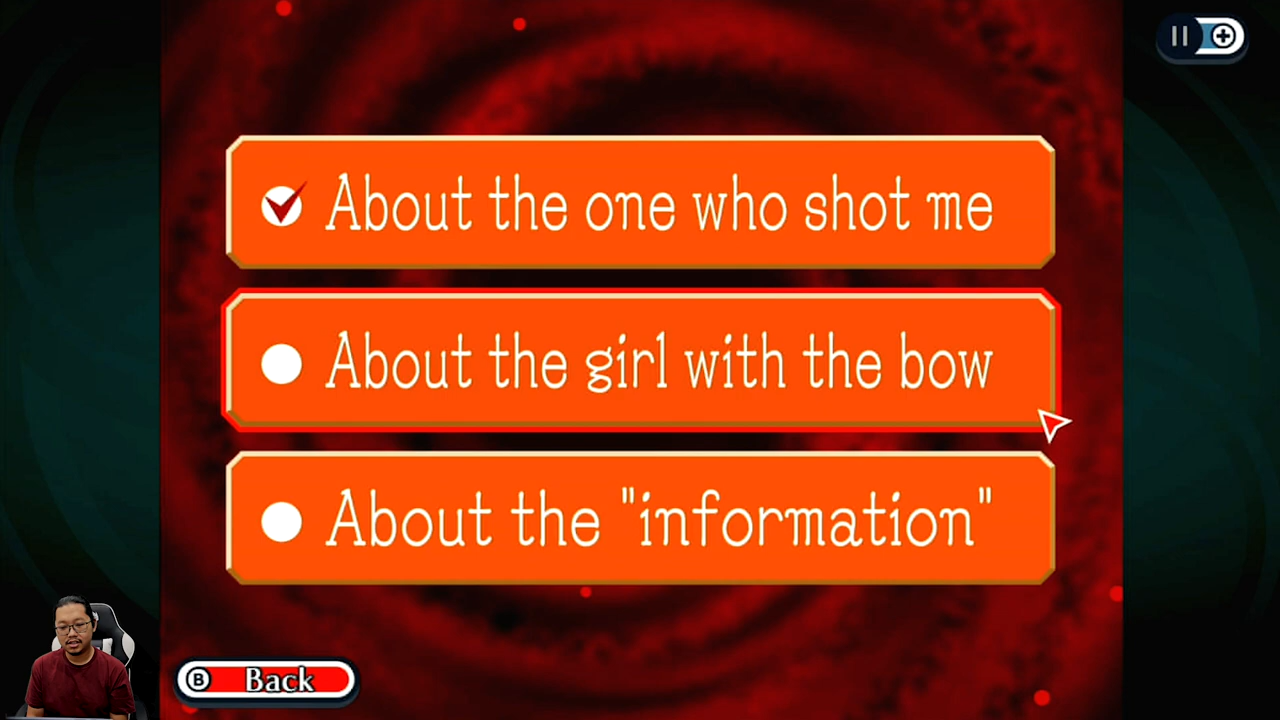 About the one who shot me
About the girl with the bow
About the "information"
B Back